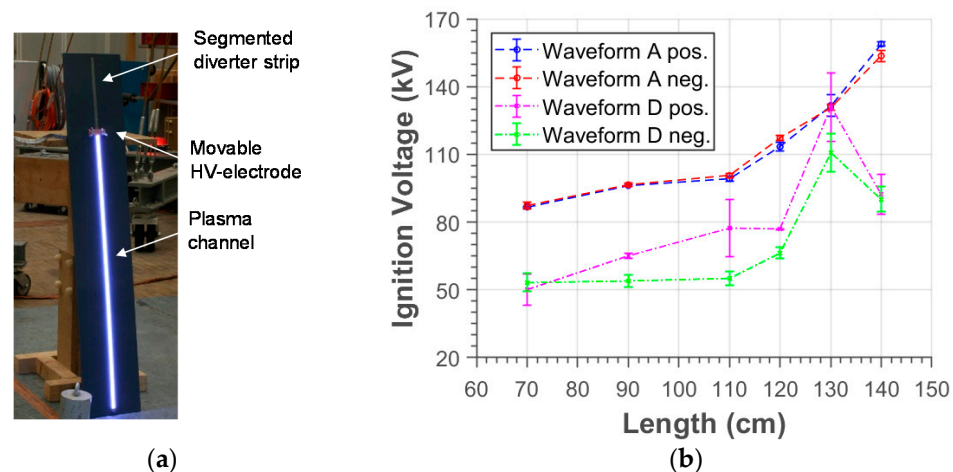 Segmented
diverter strip
Movable
HV-electrode
Plasma
channel
(a)
Ignition Voltage (kV)
170
140
110
80
50
20
Waveform A pos.
Waveform A neg.
Waveform D pos.
Waveform D neg.
60 70 80 90 100 110 120 130 140 150
Length (cm)
(b)